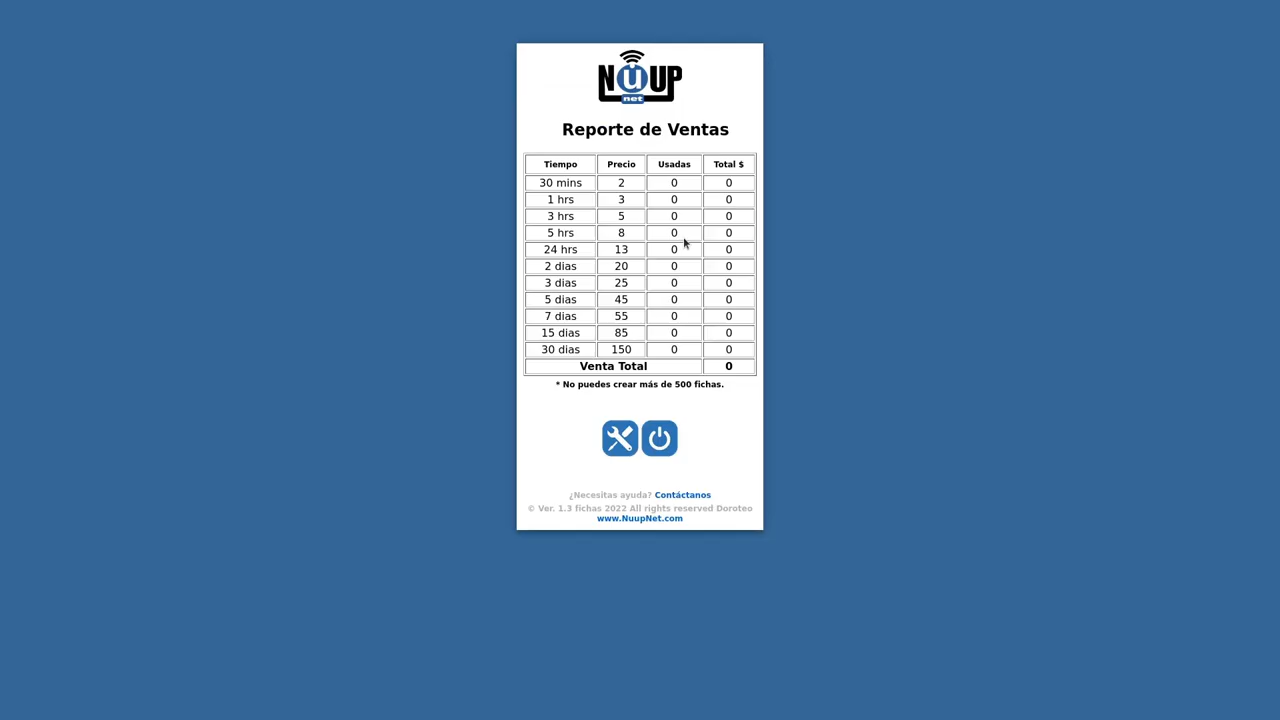 NUUP
net
Reporte de Ventas
Tiempo Precio Usadas Total $
30 mins 2 0 0
1 hrs 3 0 0
3 hrs 5 0 0
5 hrs 8 0 0
24 hrs 13 0 0
2 dias 20 0 0
3 dias 25 0 0
5 dias 45 0 0
7 dias 55 0 0
15 dias 85 0 0
30 dias 150 0 0
Venta Total 0
* No puedes crear más de 500 fichas.
¿Necesitas ayuda? Contáctanos
© Ver. 1.3 fichas 2022 All rights reserved Doroteo
www.NuupNet.com